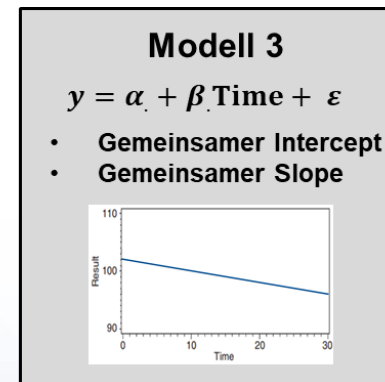 Modell 3
y = α. + β.Time + ε
• Gemeinsamer Intercept
• Gemeinsamer Slope
110
100
90
Result
0 10 20 30
Time